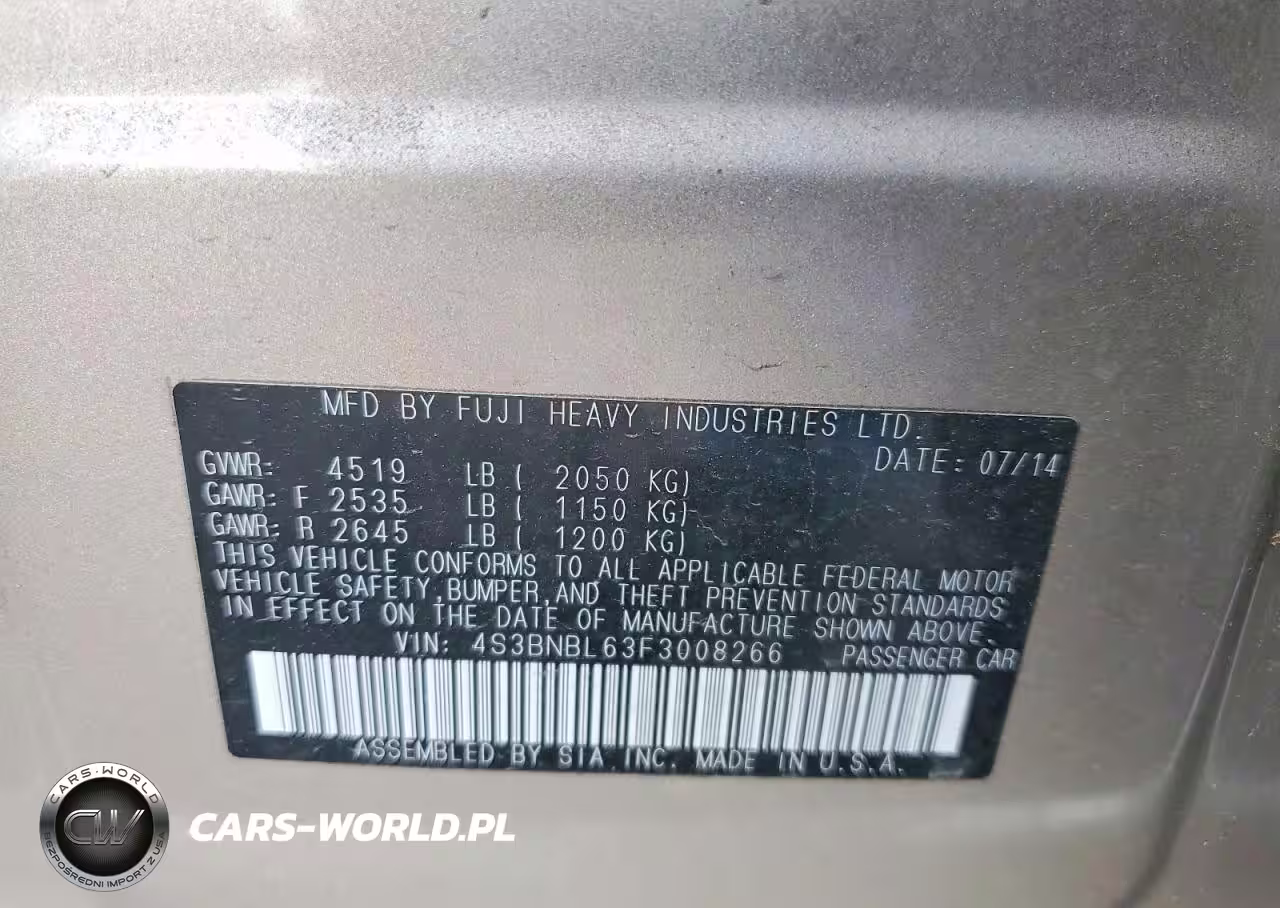 MFD BY FUJI HEAVY INDUSTRIES LTD.
DATE: 07/14
GVWR: 4519 LB ( 2050 KG)
GAWR: F 2535 LB ( 1150 KG)
GAWR: R 2645 LB ( 1200 KG)
THIS VEHICLE CONFORMS TO ALL APPLICABLE FEDERAL MOTOR
VEHICLE SAFETY, BUMPER, AND THEFT PREVENTION STANDARDS
IN EFFECT ON THE DATE OF MANUFACTURE SHOWN ABOVE.
VIN: 4S3BNBL63F3008266 PASSENGER CAR
ASSEMBLED BY SIA, INC. MADE IN U.S.A.
CARS-WORLD
CW
BEZPOŚREDNI IMPORT Z USA
CARS-WORLD.PL